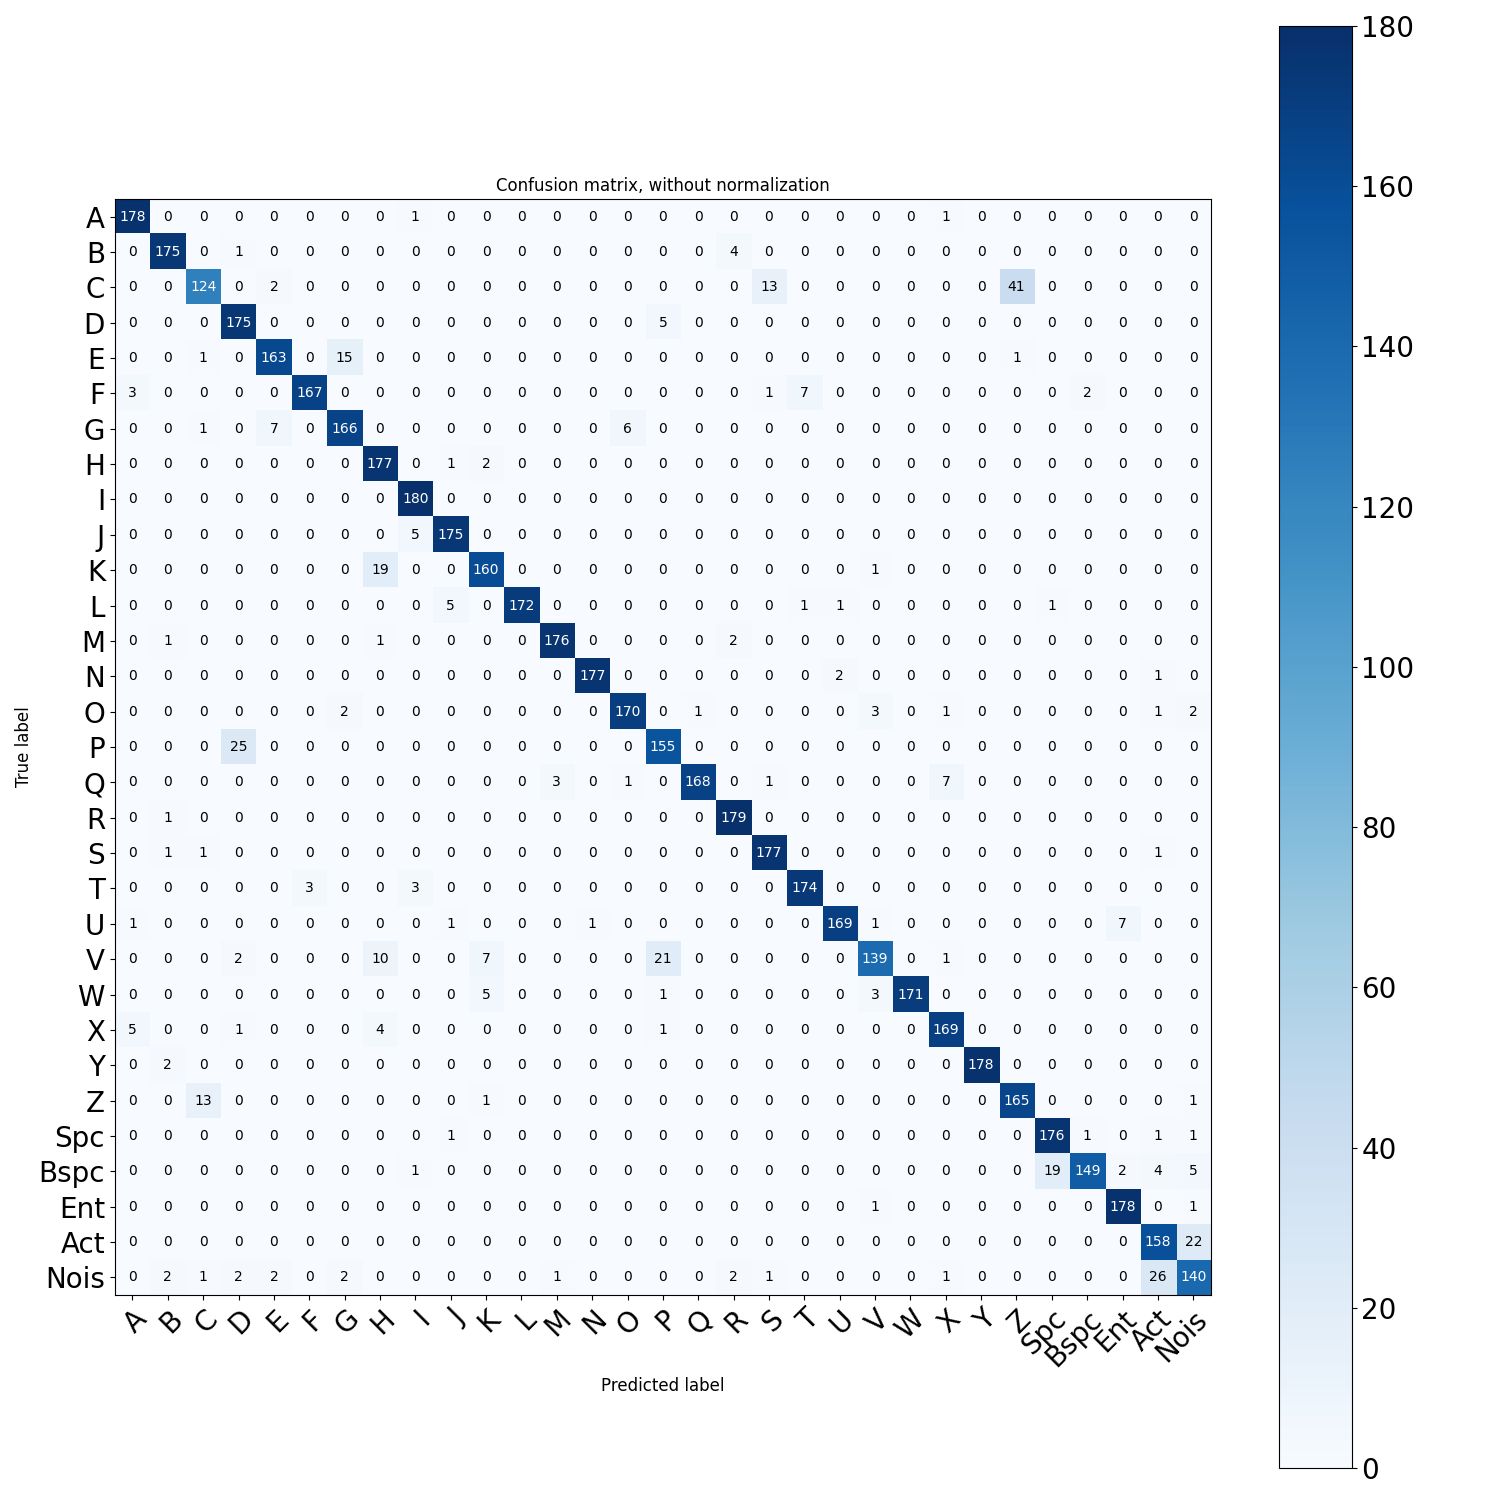 Confusion matrix, without normalization
A 178 0 0 0 0 0 0 0 1 0 0 0 0 0 0 0 0 0 0 0 0 0 0 1 0 0 0 0 0 0 0
B 0 175 0 1 0 0 0 0 0 0 0 0 0 0 0 0 0 4 0 0 0 0 0 0 0 0 0 0 0 0 0
C 0 0 124 0 2 0 0 0 0 0 0 0 0 0 0 0 0 0 13 0 0 0 0 0 0 41 0 0 0 0 0
D 0 0 0 175 0 0 0 0 0 0 0 0 0 0 0 5 0 0 0 0 0 0 0 0 0 0 0 0 0 0 0
E 0 0 1 0 163 0 15 0 0 0 0 0 0 0 0 0 0 0 0 0 0 0 0 0 0 1 0 0 0 0 0
F 3 0 0 0 0 167 0 0 0 0 0 0 0 0 0 0 0 0 1 7 0 0 0 0 0 0 0 2 0 0 0
G 0 0 1 0 7 0 166 0 0 0 0 0 0 0 6 0 0 0 0 0 0 0 0 0 0 0 0 0 0 0 0
H 0 0 0 0 0 0 0 177 0 1 2 0 0 0 0 0 0 0 0 0 0 0 0 0 0 0 0 0 0 0 0
I 0 0 0 0 0 0 0 0 180 0 0 0 0 0 0 0 0 0 0 0 0 0 0 0 0 0 0 0 0 0 0
J 0 0 0 0 0 0 0 0 5 175 0 0 0 0 0 0 0 0 0 0 0 0 0 0 0 0 0 0 0 0 0
K 0 0 0 0 0 0 0 19 0 0 160 0 0 0 0 0 0 0 0 0 0 1 0 0 0 0 0 0 0 0 0
L 0 0 0 0 0 0 0 0 0 5 0 172 0 0 0 0 0 0 0 1 1 0 0 0 0 0 1 0 0 0 0
M 0 1 0 0 0 0 0 1 0 0 0 0 176 0 0 0 0 2 0 0 0 0 0 0 0 0 0 0 0 0 0
N 0 0 0 0 0 0 0 0 0 0 0 0 0 177 0 0 0 0 0 0 2 0 0 0 0 0 0 0 0 1 0
O 0 0 0 0 0 0 2 0 0 0 0 0 0 0 170 0 1 0 0 0 0 3 0 1 0 0 0 0 0 1 2
P 0 0 0 25 0 0 0 0 0 0 0 0 0 0 0 155 0 0 0 0 0 0 0 0 0 0 0 0 0 0 0
Q 0 0 0 0 0 0 0 0 0 0 0 0 3 0 1 0 168 0 1 0 0 0 0 7 0 0 0 0 0 0 0
R 0 1 0 0 0 0 0 0 0 0 0 0 0 0 0 0 0 179 0 0 0 0 0 0 0 0 0 0 0 0 0
S 0 1 1 0 0 0 0 0 0 0 0 0 0 0 0 0 0 0 177 0 0 0 0 0 0 0 0 0 0 1 0
T 0 0 0 0 0 3 0 0 3 0 0 0 0 0 0 0 0 0 0 174 0 0 0 0 0 0 0 0 0 0 0
U 1 0 0 0 0 0 0 0 0 1 0 0 0 1 0 0 0 0 0 0 169 1 0 0 0 0 0 0 7 0 0
V 0 0 0 2 0 0 0 10 0 0 7 0 0 0 0 21 0 0 0 0 0 139 0 1 0 0 0 0 0 0 0
W 0 0 0 0 0 0 0 0 0 0 5 0 0 0 0 1 0 0 0 0 0 3 171 0 0 0 0 0 0 0 0
X 5 0 0 1 0 0 0 4 0 0 0 0 0 0 0 1 0 0 0 0 0 0 0 169 0 0 0 0 0 0 0
Y 0 2 0 0 0 0 0 0 0 0 0 0 0 0 0 0 0 0 0 0 0 0 0 0 178 0 0 0 0 0 0
Z 0 0 13 0 0 0 0 0 0 0 1 0 0 0 0 0 0 0 0 0 0 0 0 0 0 165 0 0 0 0 1
Spc 0 0 0 0 0 0 0 0 0 1 0 0 0 0 0 0 0 0 0 0 0 0 0 0 0 0 176 1 0 1 1
Bspc 0 0 0 0 0 0 0 0 1 0 0 0 0 0 0 0 0 0 0 0 0 0 0 0 0 0 19 149 2 4 5
Ent 0 0 0 0 0 0 0 0 0 0 0 0 0 0 0 0 0 0 0 0 0 1 0 0 0 0 0 0 178 0 1
Act 0 0 0 0 0 0 0 0 0 0 0 0 0 0 0 0 0 0 0 0 0 0 0 0 0 0 0 0 0 158 22
Nois 0 2 1 2 2 0 2 0 0 0 0 0 1 0 0 0 0 2 1 0 0 0 0 1 0 0 0 0 0 26 140
A B C D E F G H I J K L M N O P Q R S T U V W X Y Z Spc Bspc Ent Act Nois
Predicted label
True label
180
160
140
120
100
80
60
40
20
0